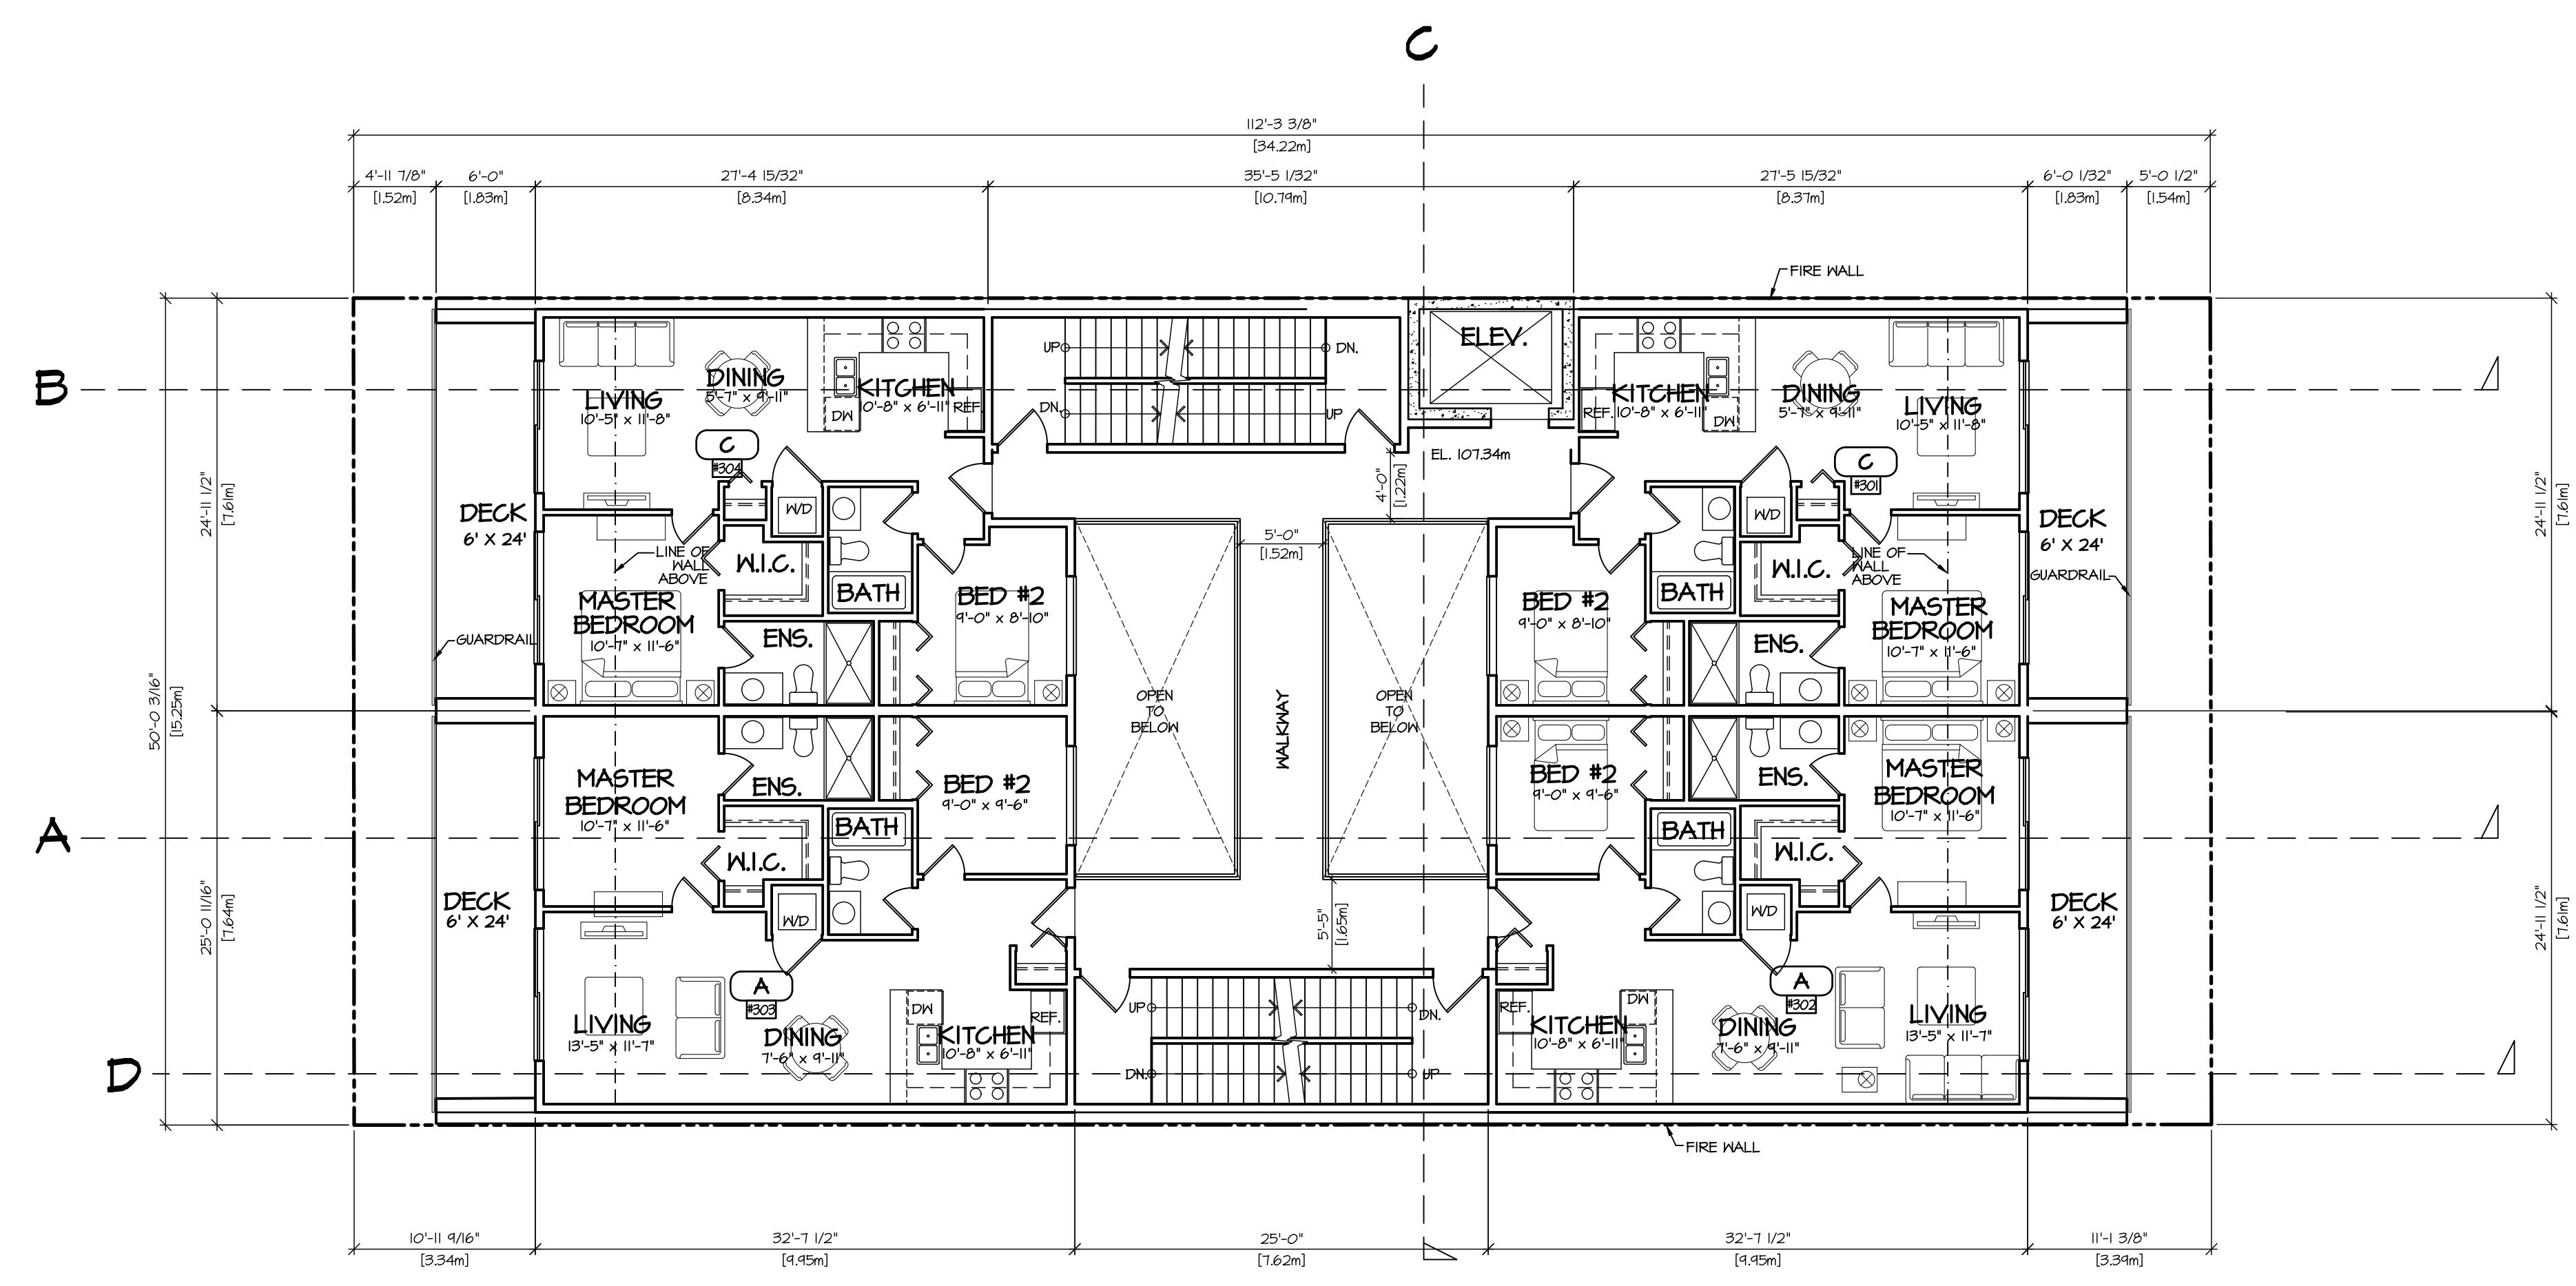 C
112'-3 3/8"
[34.22m]
4'-11 7/8" 6'-0" 27'-4 15/32" 35'-5 1/32" 27'-5 15/32" 6'-0 1/32" 5'-0 1/2"
[1.52m] [1.83m] [8.34m] [10.79m] [8.37m] [1.83m] [1.54m]
FIRE WALL
B
A
D
50'-0 3/16"
[15.25m]
24'-11 1/2"
[7.61m]
25'-0 11/16"
[7.64m]
DECK
6' X 24'
GUARDRAIL
LIVING
10'-5" x 11'-8"
DINING
5'-7" x 9'-11"
KITCHEN
10'-8" x 6'-11"
DW
REF.
C
#304
W/D
LINE OF
WALL
ABOVE
W.I.C.
BATH
MASTER
BEDROOM
10'-7" x 11'-6"
ENS.
BED #2
9'-0" x 8'-10"
UP
DN.
DN.
UP
ELEV.
EL. 107.34m
4'-0"
[1.22m]
5'-0"
[1.52m]
OPEN
TO
BELOW
WALKWAY
OPEN
TO
BELOW
KITCHEN
10'-8" x 6'-11"
REF.
DW
DINING
5'-7" x 9'-11"
LIVING
10'-5" x 11'-8"
C
#301
W/D
W.I.C.
LINE OF
WALL
ABOVE
BATH
BED #2
9'-0" x 8'-10"
ENS.
MASTER
BEDROOM
10'-7" x 11'-6"
DECK
6' X 24'
GUARDRAIL
24'-11 1/2"
[7.61m]
DECK
6' X 24'
MASTER
BEDROOM
10'-7" x 11'-6"
ENS.
BED #2
9'-0" x 9'-6"
BATH
W.I.C.
W/D
A
#303
LIVING
13'-5" x 11'-7"
DINING
7'-6" x 9'-11"
DW
KITCHEN
10'-8" x 6'-11"
REF.
5'-5"
[1.65m]
UP
DN.
DN.
UP
BED #2
9'-0" x 9'-6"
ENS.
MASTER
BEDROOM
10'-7" x 11'-6"
BATH
W.I.C.
W/D
A
#302
REF.
KITCHEN
10'-8" x 6'-11"
DW
DINING
7'-6" x 9'-11"
LIVING
13'-5" x 11'-7
DECK
6' X 24'
24'-11 1/2"
[7.61m]
FIRE WALL
10'-11 9/16" 32'-7 1/2" 25'-0" 32'-7 1/2" 11'-1 3/8"
[3.34m] [9.95m] [7.62m] [9.95m] [3.39m]